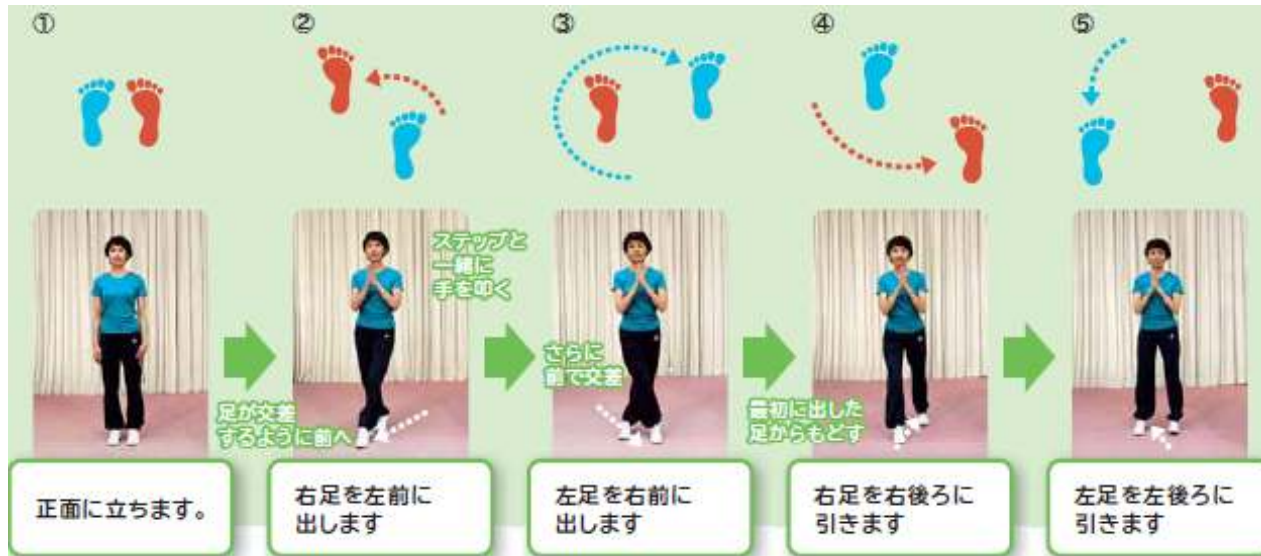 ①
②
③
④
⑤
ステップと
一緒に
手を叩く
足が交差
するように前へ
さらに
前で交差
最初に出した
足からもどす
正面に立ちます。
右足を左前に
出します
左足を右前に
出します
右足を右後ろに
引きます
左足を左後ろに
引きます